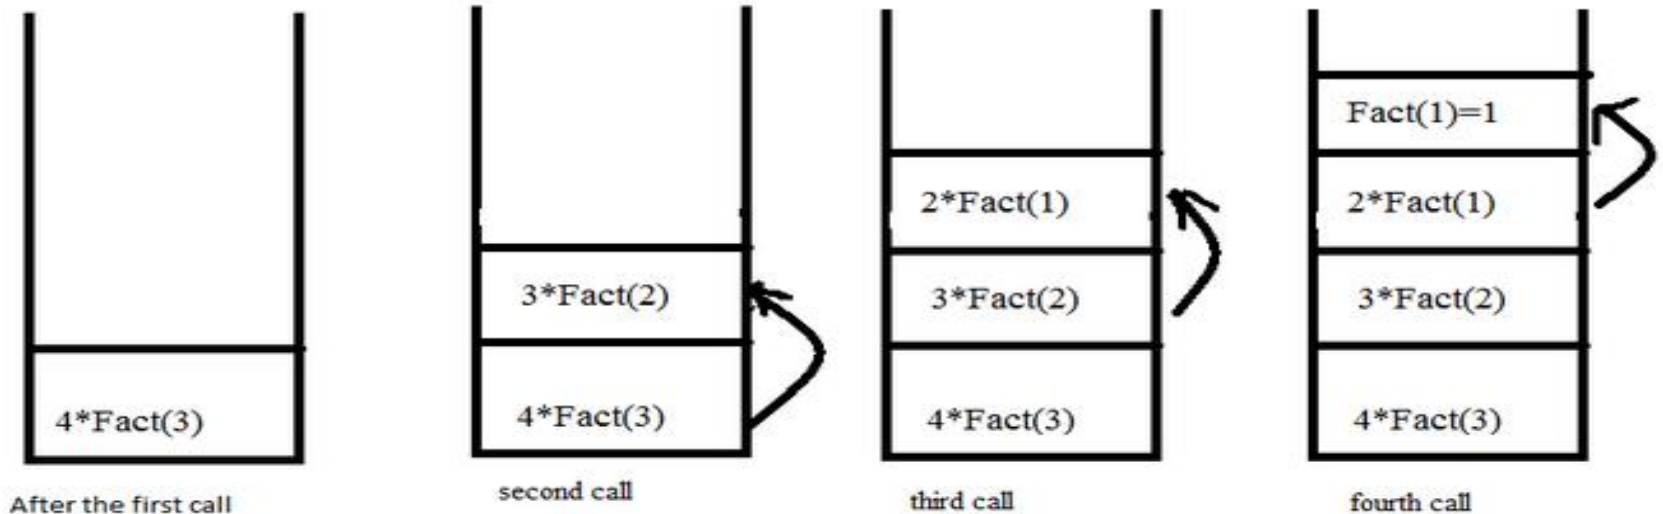 4*Fact(3)
After the first call
3*Fact(2)
4*Fact(3)
second call
2*Fact(1)
3*Fact(2)
4*Fact(3)
third call
Fact(1)=1
2*Fact(1)
3*Fact(2)
4*Fact(3)
fourth call